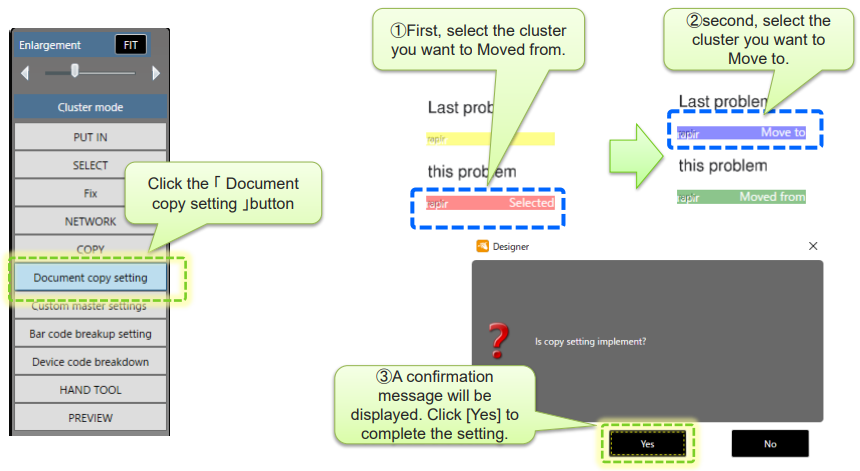 Enlargement
FIT
Cluster mode
PUT IN
SELECT
Fix
NETWORK
COPY
Document copy setting
Custom master settings
Bar code breakup setting
Device code breakdown
HAND TOOL
PREVIEW
Click the「 Document
copy setting 」button
①First, select the cluster
you want to Moved from.
Last prob
this problem
Selected
②second, select the
cluster you want to
Move to.
Last problem
Move to
this problem
Moved from
Designer
Is copy setting implement?
③A confirmation
message will be
displayed. Click [Yes] to
complete the setting.
Yes
No